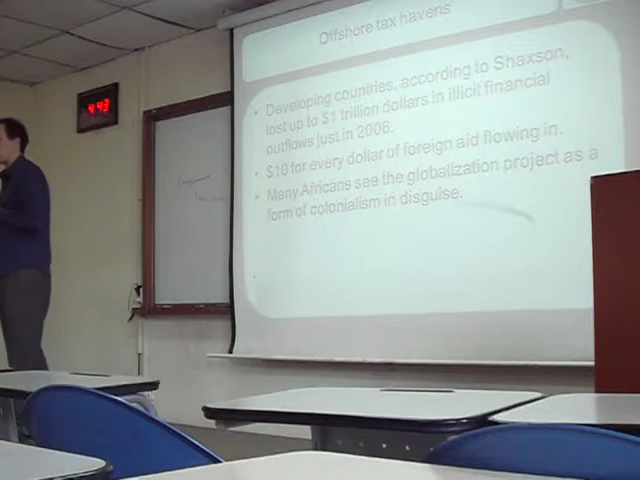 Offshore tax havens
4:43
• Developing countries, according to Shaxson,
lost up to $1 trillion dollars in illicit financial
outflows just in 2006.
• $10 for every dollar of foreign aid flowing in.
• Many Africans see the globalization project as a
form of colonialism in disguise.